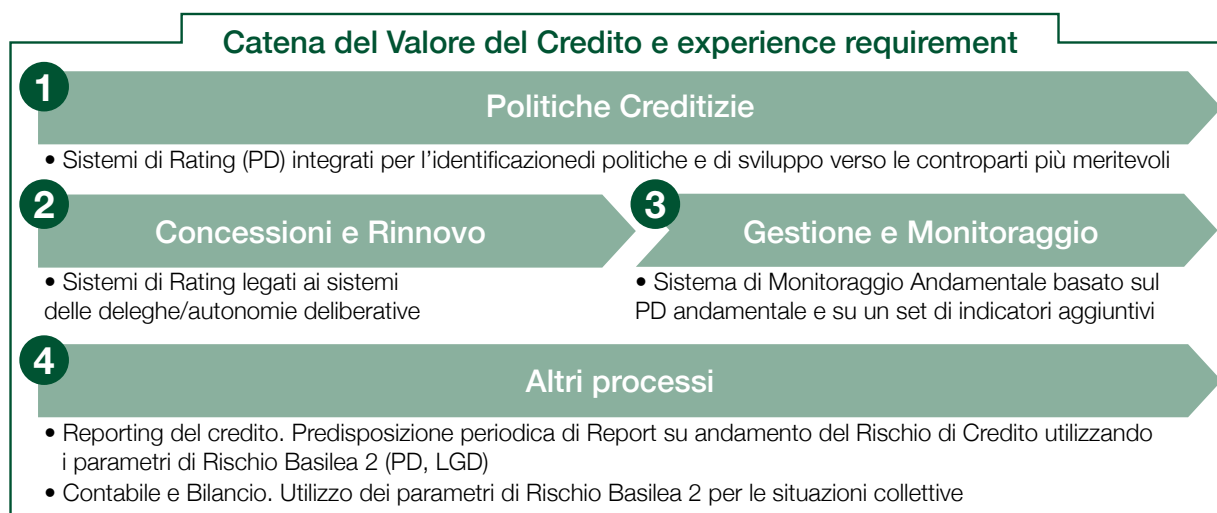 Catena del Valore del Credito e experience requirement
1
Politiche Creditizie
• Sistemi di Rating (PD) integrati per l'identificazionedi politiche e di sviluppo verso le controparti più meritevoli
2
Concessioni e Rinnovo
• Sistemi di Rating legati ai sistemi
delle deleghe/autonomie deliberative
3
Gestione e Monitoraggio
• Sistema di Monitoraggio Andamentale basato sul
PD andamentale e su un set di indicatori aggiuntivi
4
Altri processi
• Reporting del credito. Predisposizione periodica di Report su andamento del Rischio di Credito utilizzando
i parametri di Rischio Basilea 2 (PD, LGD)
• Contabile e Bilancio. Utilizzo dei parametri di Rischio Basilea 2 per le situazioni collettive